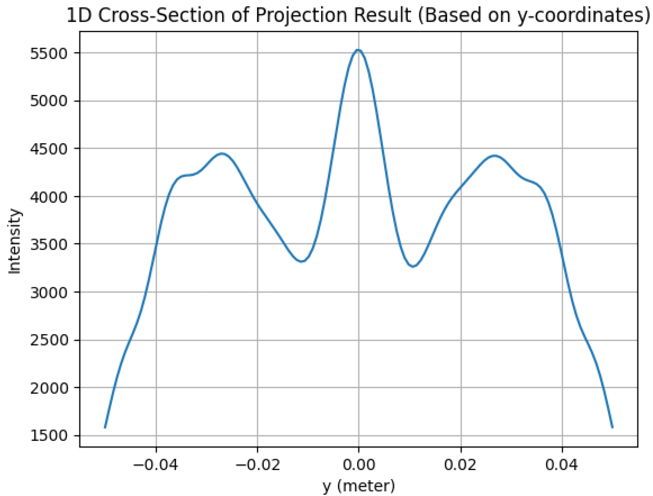 1D Cross-Section of Projection Result (Based on y-coordinates)
5500
5000
4500
4000
3500
3000
2500
2000
1500
Intensity
−0.04 −0.02 0.00 0.02 0.04
y (meter)